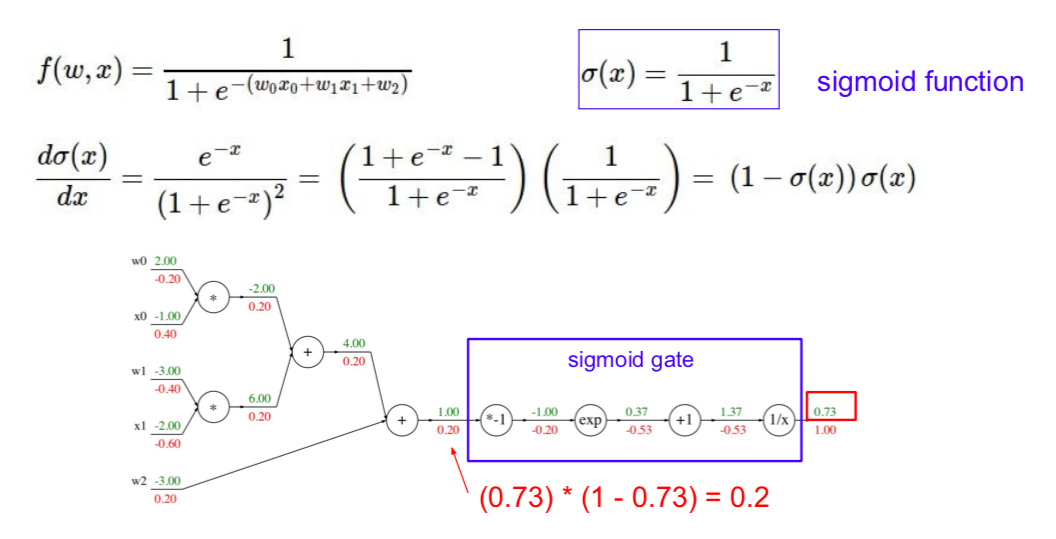 f(w, x) = \frac{1}{1 + e^{-(w_0x_0+w_1x_1+w_2)}}
σ(x) = \frac{1}{1 + e^{-x}}
sigmoid function
\frac{dσ(x)}{dx} = \frac{e^{-x}}{(1 + e^{-x})^2} = \left(\frac{1 + e^{-x} - 1}{1 + e^{-x}}\right)\left(\frac{1}{1 + e^{-x}}\right) = (1 - σ(x))σ(x)
w0 2.00
-0.20
*
-2.00
0.20
x0 -1.00
0.40
+
4.00
0.20
w1 -3.00
-0.40
*
6.00
0.20
x1 -2.00
-0.60
w2 -3.00
0.20
+
1.00
0.20
sigmoid gate
*-1
-1.00
-0.20
exp
0.37
-0.53
+1
1.37
-0.53
1/x
0.73
1.00
(0.73) * (1 - 0.73) = 0.2